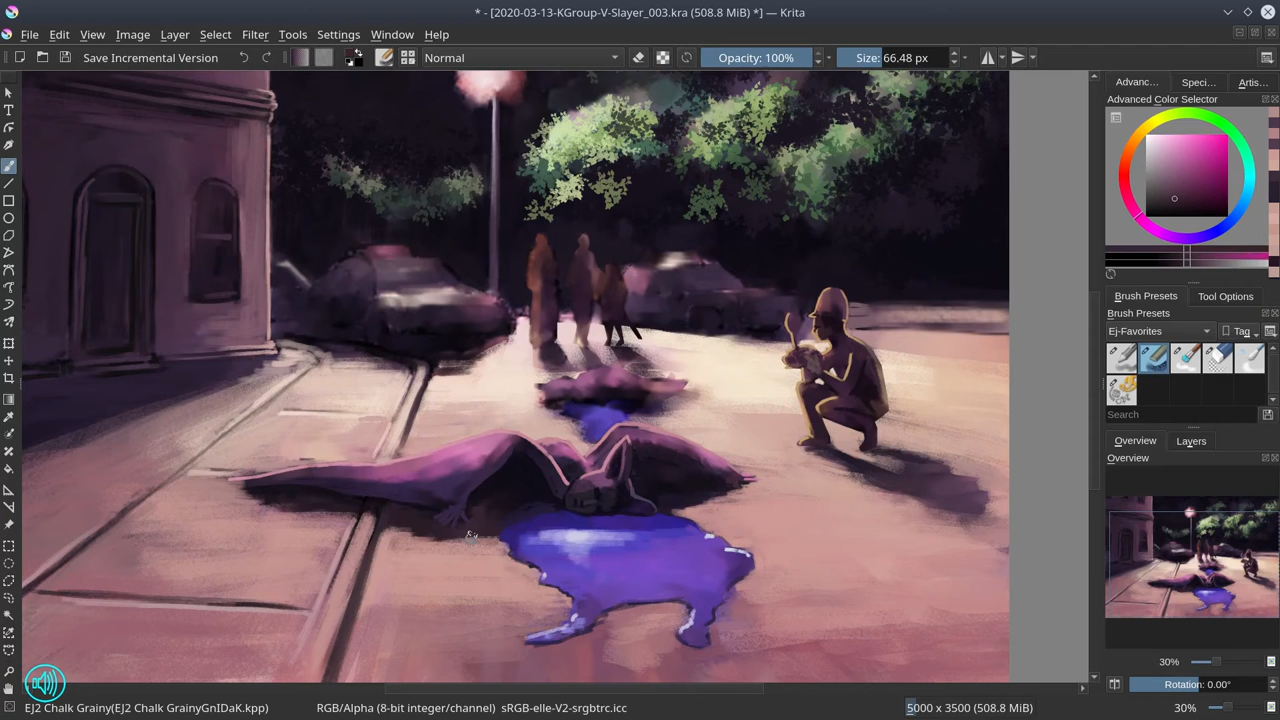 * - [2020-03-13-KGroup-V-Slayer_003.kra (508.8 MiB) *] — Krita
File Edit View Image Layer Select Filter Tools Settings Window Help
Save Incremental Version Normal Opacity: 100% Size: 66.48 px
Advanc... Speci... Artis...
Advanced Color Selector
Brush Presets Tool Options
Brush Presets
Ej-Favorites Tag
Search
Overview Layers
Overview
30%
Rotation: 0.00°
EJ2 Chalk Grainy(EJ2 Chalk GrainyGnIDaK.kpp) RGB/Alpha (8-bit integer/channel) sRGB-elle-V2-srgbtrc.icc 5000 x 3500 (508.8 MiB) 30%